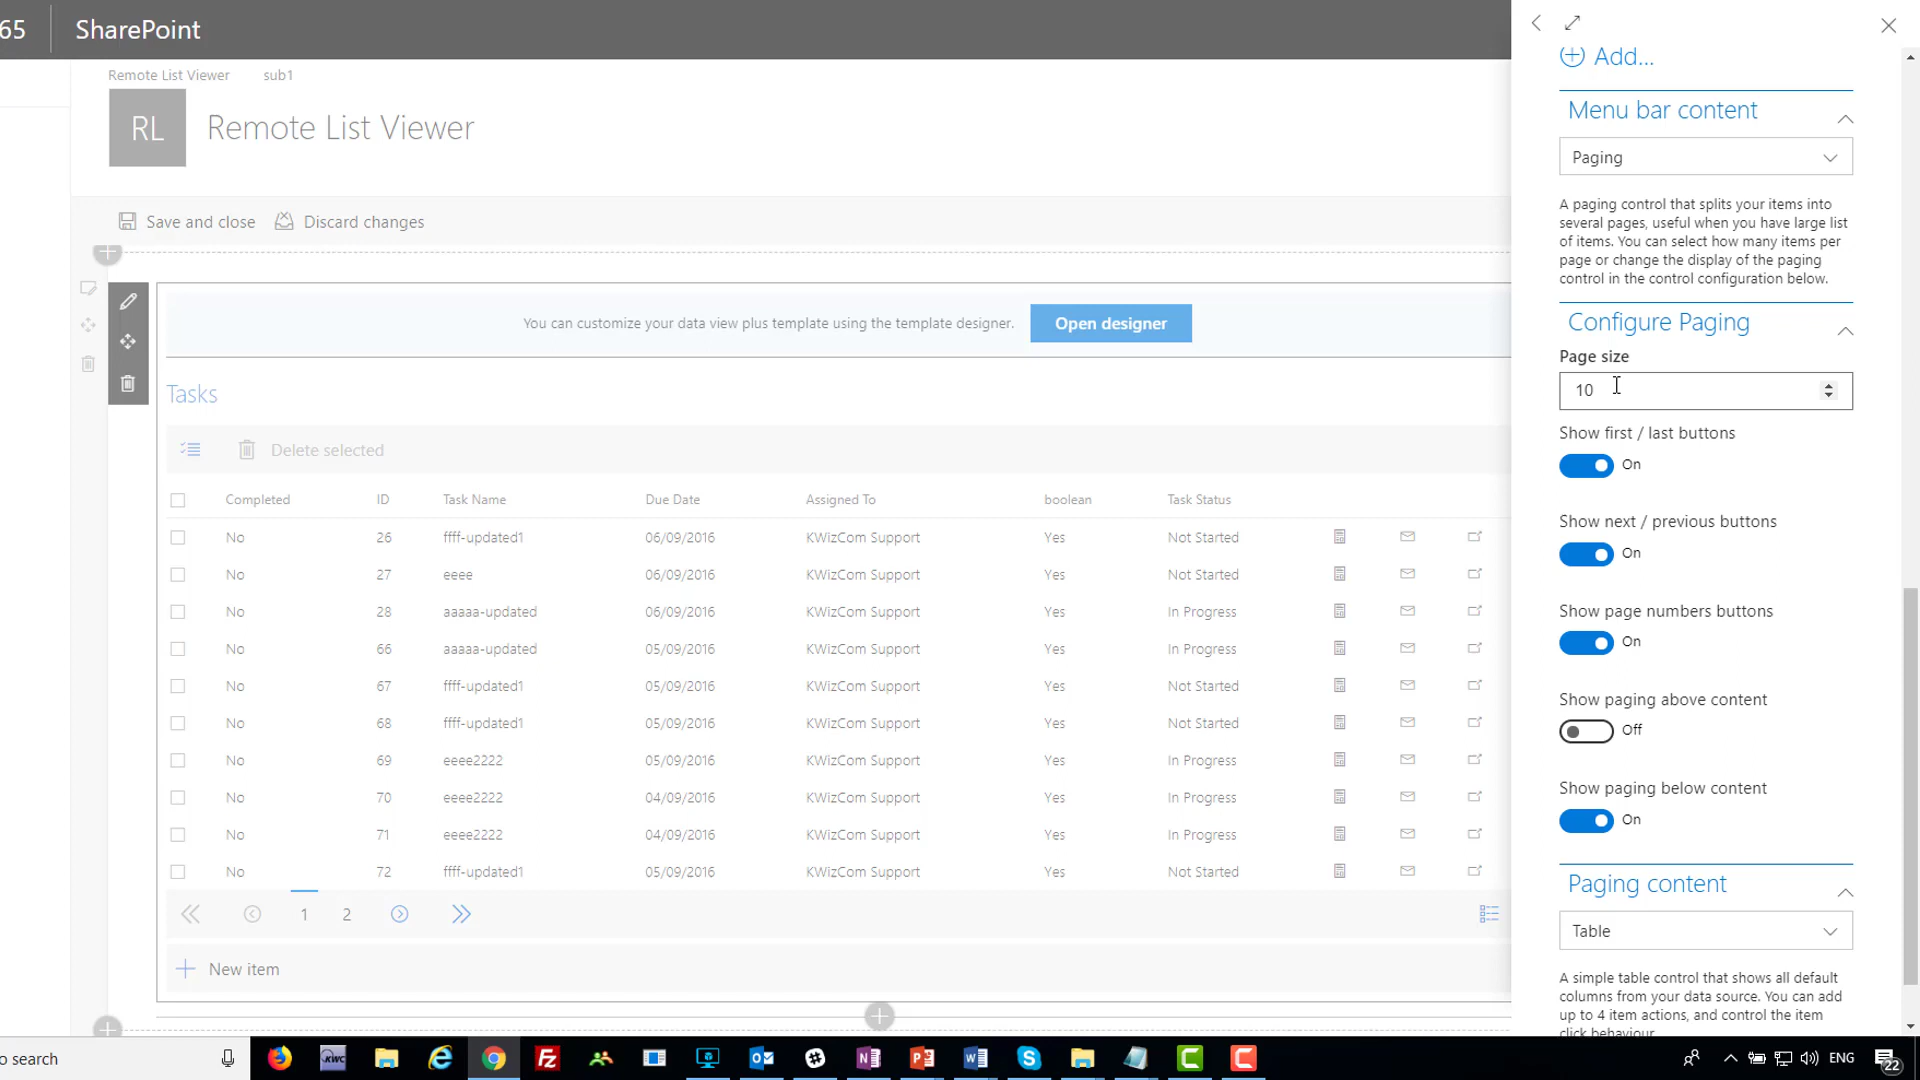 65 SharePoint
Remote List Viewer sub1
RL Remote List Viewer
Save and close Discard changes
You can customize your data view plus template using the template designer. Open designer
Tasks
Delete selected
Completed ID Task Name Due Date Assigned To boolean Task Status
No 26 ffff-updated1 06/09/2016 KWizCom Support Yes Not Started
No 27 eeee 06/09/2016 KWizCom Support Yes Not Started
No 28 aaaaa-updated 06/09/2016 KWizCom Support Yes In Progress
No 66 aaaaa-updated 05/09/2016 KWizCom Support Yes In Progress
No 67 ffff-updated1 05/09/2016 KWizCom Support Yes Not Started
No 68 ffff-updated1 05/09/2016 KWizCom Support Yes Not Started
No 69 eeee2222 05/09/2016 KWizCom Support Yes In Progress
No 70 eeee2222 04/09/2016 KWizCom Support Yes In Progress
No 71 eeee2222 04/09/2016 KWizCom Support Yes In Progress
No 72 ffff-updated1 05/09/2016 KWizCom Support Yes Not Started
1 2
New item
Add...
Menu bar content
Paging
A paging control that splits your items into
several pages, useful when you have large list
of items. You can select how many items per
page or change the display of the paging
control in the control configuration below.
Configure Paging
Page size
10
Show first / last buttons
On
Show next / previous buttons
On
Show page numbers buttons
On
Show paging above content
Off
Show paging below content
On
Paging content
Table
A simple table control that shows all default
columns from your data source. You can add
up to 4 item actions, and control the item
click behaviour
o search KWC ENG 22